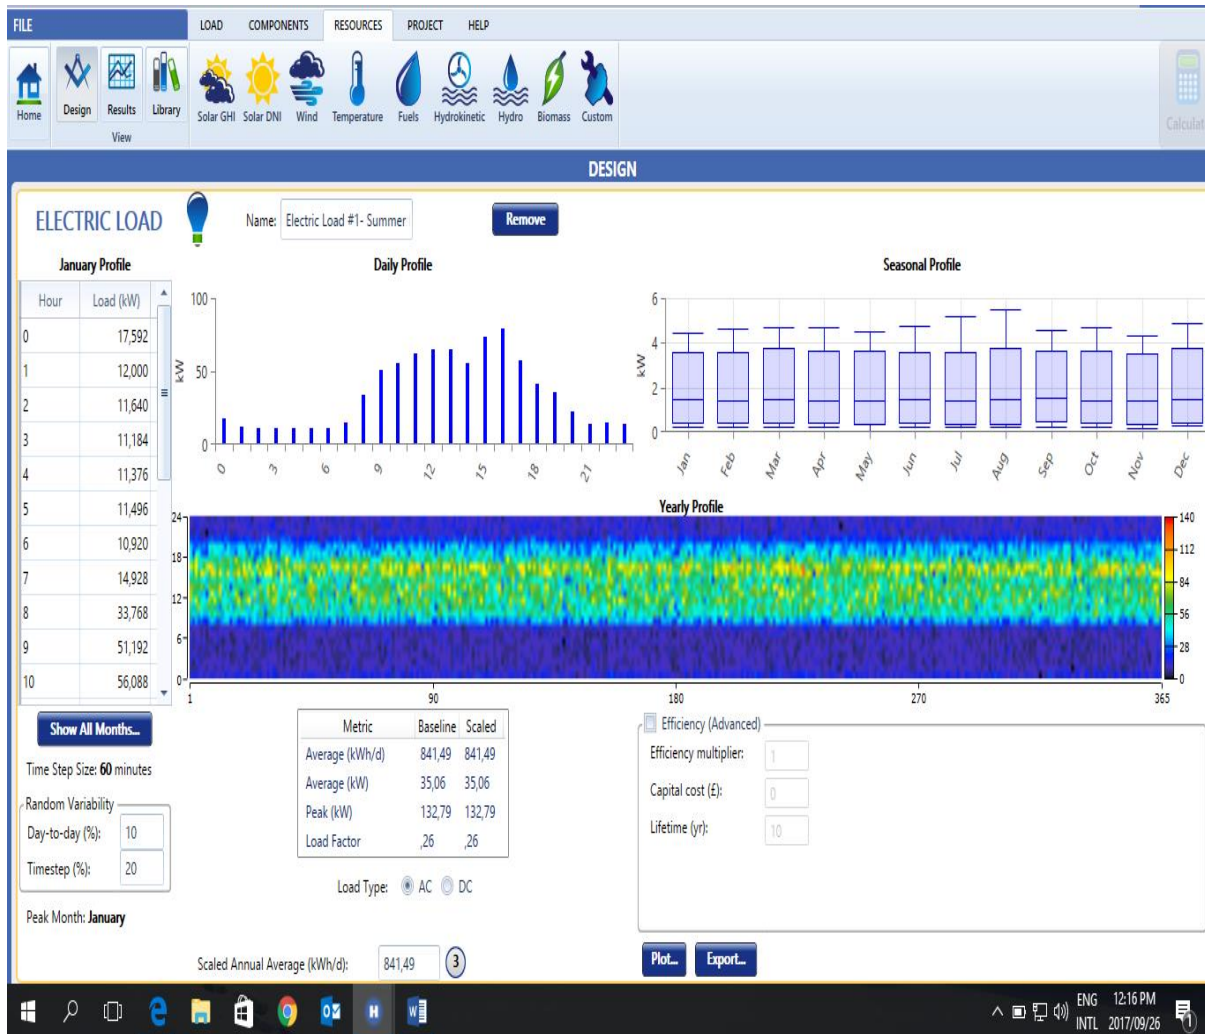 FILE
LOAD COMPONENTS RESOURCES PROJECT HELP
Home Design Results Library Solar GHI Solar DNI Wind Temperature Fuels Hydrokinetic Hydro Biomass Custom
View
Calculat
DESIGN
ELECTRIC LOAD
Name: Electric Load #1- Summer
Remove
January Profile
Hour Load (kW)
0 17,592
1 12,000
2 11,640
3 11,184
4 11,376
5 11,496
6 10,920
7 14,928
8 33,768
9 51,192
10 56,088
Daily Profile
kW
100
50
0
0 3 6 9 12 15 18 21
Seasonal Profile
kW
6
4
2
0
Jan Feb Mar Apr May Jun Jul Aug Sep Oct Nov Dec
Yearly Profile
24
18
12
6
0
1 90 180 270 365
140
112
84
56
28
0
Show All Months...
Time Step Size: 60 minutes
Random Variability
Day-to-day (%): 10
Timestep (%): 20
Peak Month: January
Metric Baseline Scaled
Average (kWh/d) 841,49 841,49
Average (kW) 35,06 35,06
Peak (kW) 132,79 132,79
Load Factor ,26 ,26
Load Type: AC DC
Scaled Annual Average (kWh/d): 841,49 3
Efficiency (Advanced)
Efficiency multiplier: 1
Capital cost (£): 0
Lifetime (yr): 10
Plot... Export...
ENG 12:16 PM
INTL 2017/09/26
1